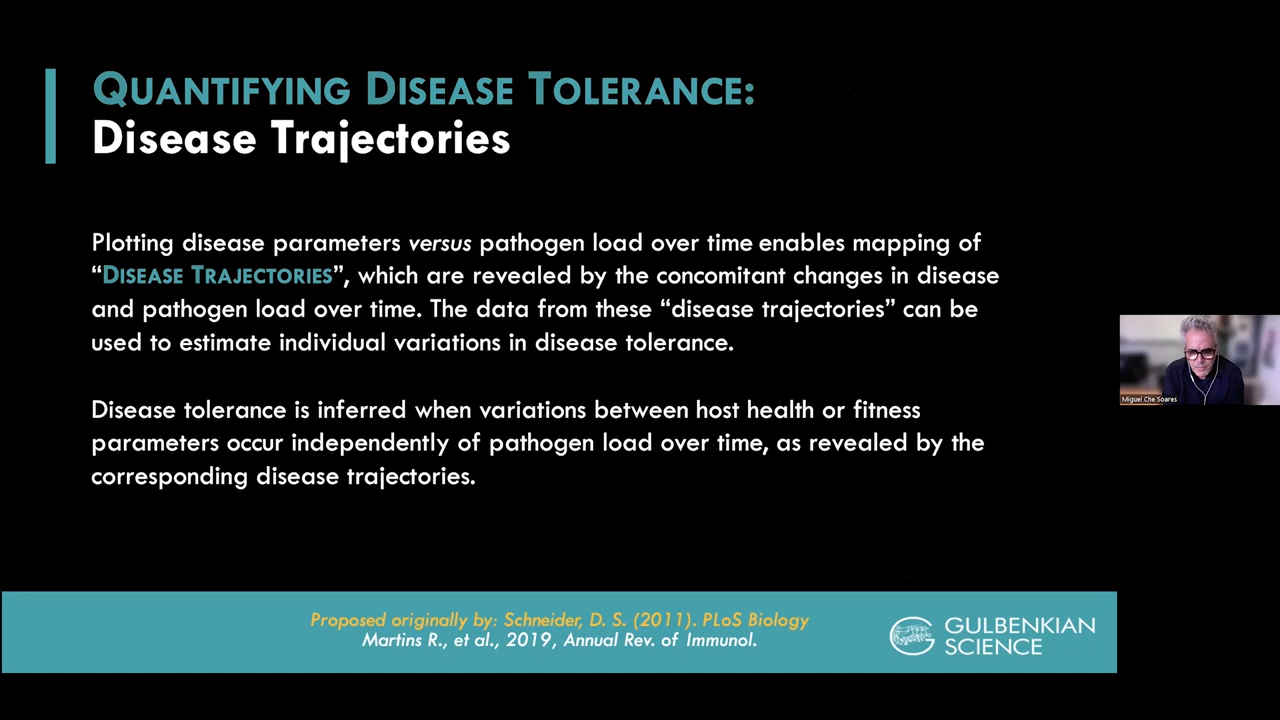 QUANTIFYING DISEASE TOLERANCE:
Disease Trajectories
Plotting disease parameters versus pathogen load over time enables mapping of
“DISEASE TRAJECTORIES”, which are revealed by the concomitant changes in disease
and pathogen load over time. The data from these “disease trajectories” can be
used to estimate individual variations in disease tolerance.
Disease tolerance is inferred when variations between host health or fitness
parameters occur independently of pathogen load over time, as revealed by the
corresponding disease trajectories.
Miguel Che Soares
Proposed originally by: Schneider, D. S. (2011). PLoS Biology
Martins R., et al., 2019, Annual Rev. of Immunol.
GULBENKIAN
SCIENCE